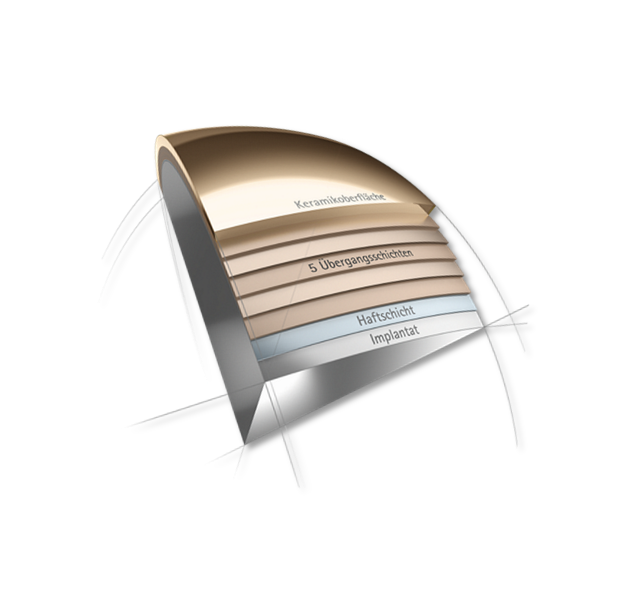 Keramikoberfläche
5 Übergangsschichten
Haftschicht
Implantat